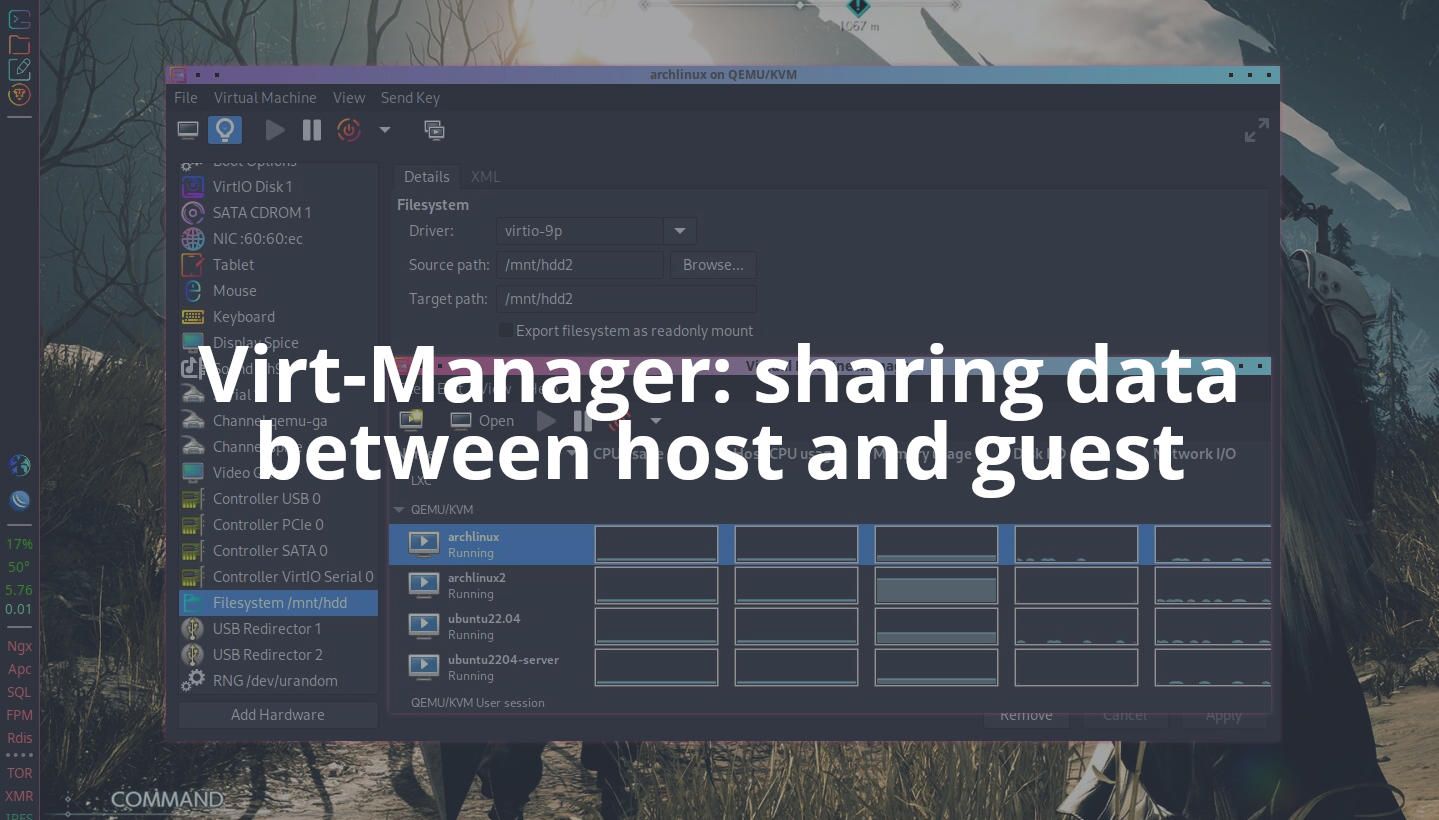 1067 m
archlinux on QEMU/KVM
File Virtual Machine View Send Key
Boot Options
VirtIO Disk 1
SATA CDROM 1
NIC :60:60:ec
Tablet
Mouse
Keyboard
Display Spice
Channel qemu-ga
Controller USB 0
Controller PCIe 0
Controller SATA 0
Controller VirtIO Serial 0
Filesystem /mnt/hdd
USB Redirector 1
USB Redirector 2
RNG /dev/urandom
Add Hardware
Details XML
Filesystem
Driver: virtio-9p
Source path: /mnt/hdd2 Browse...
Target path: /mnt/hdd2
Export filesystem as readonly mount
Virt-Manager: sharing data
between host and guest
Open
LXC
QEMU/KVM
archlinux
Running
archlinux2
Running
ubuntu22.04
Running
ubuntu2204-server
Running
QEMU/KVM User session
Remove Cancel Apply
17%
50°
5.76
0.01
Ngx
Apc
SQL
FPM
Rdis
TOR
XMR
COMMAND